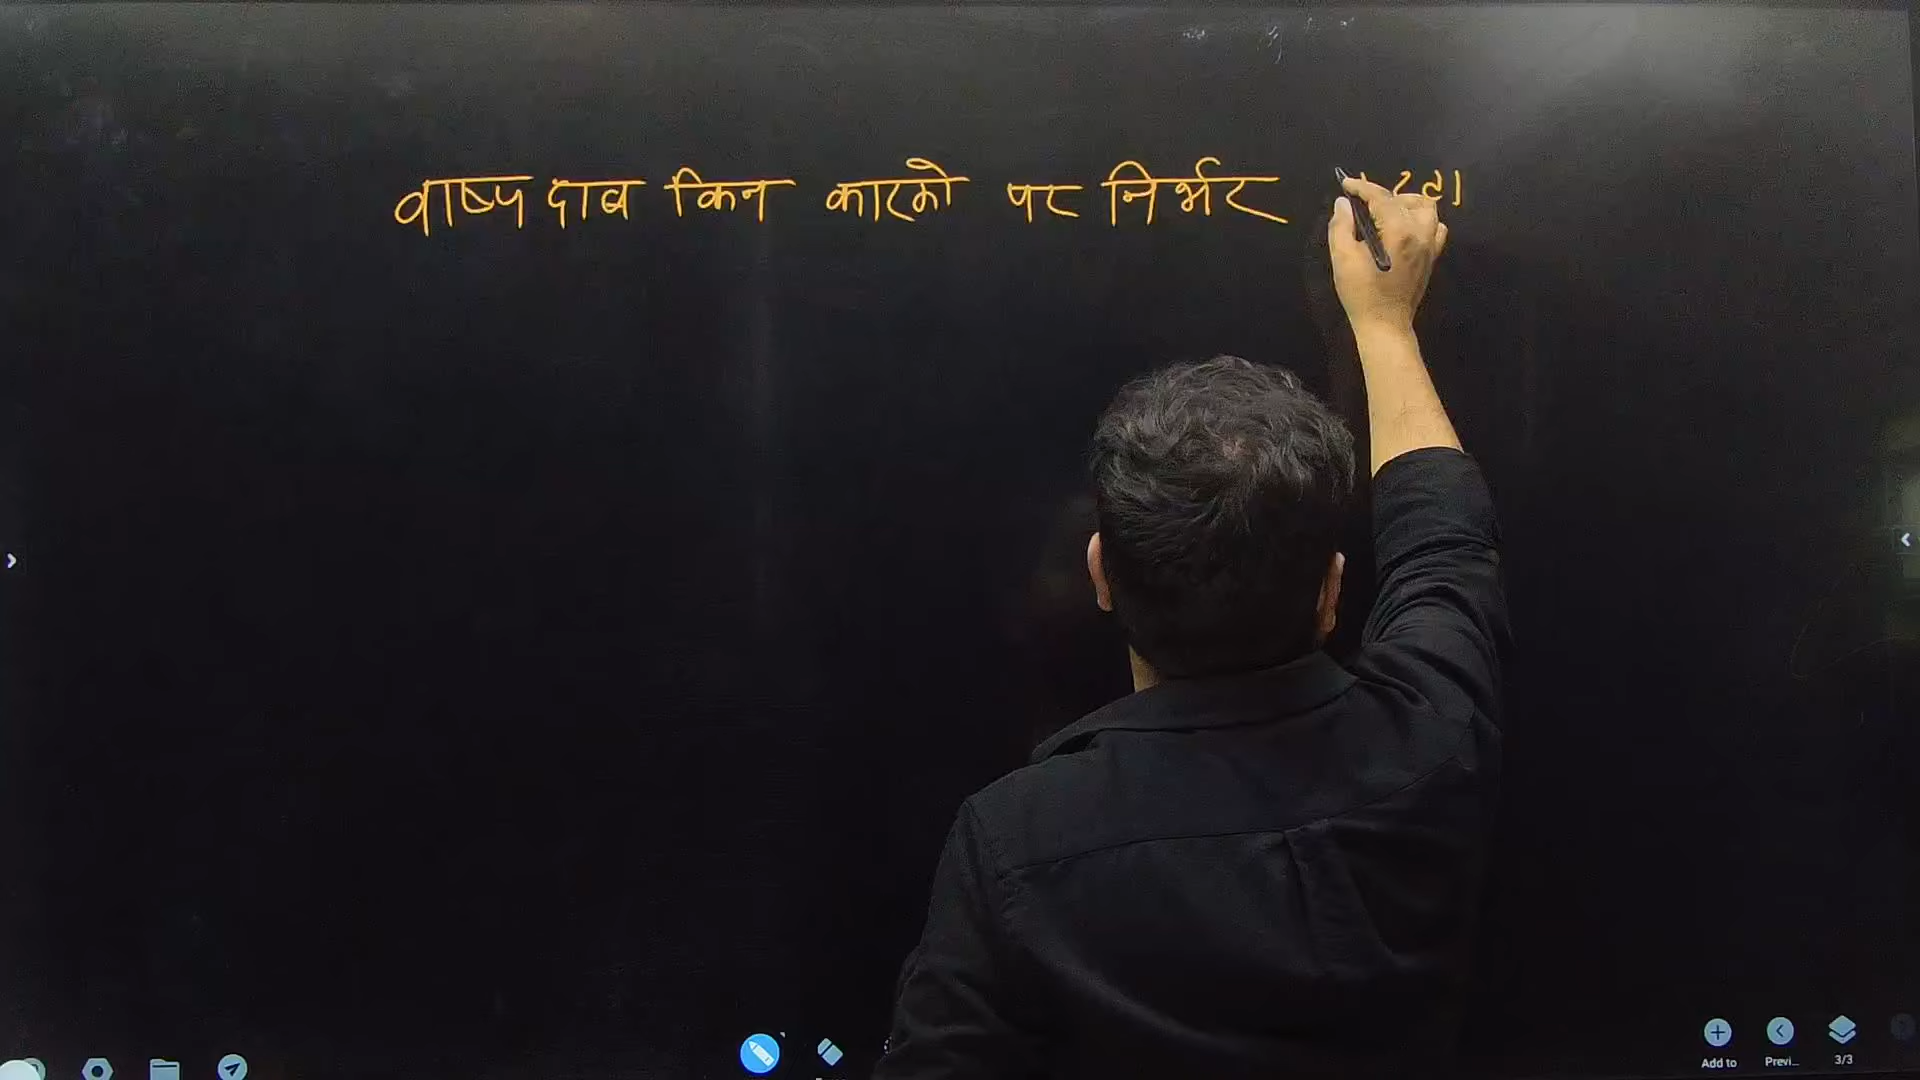 वाष्प दाब किन कारको पर निर्भर
Add to
Previ...
3/3